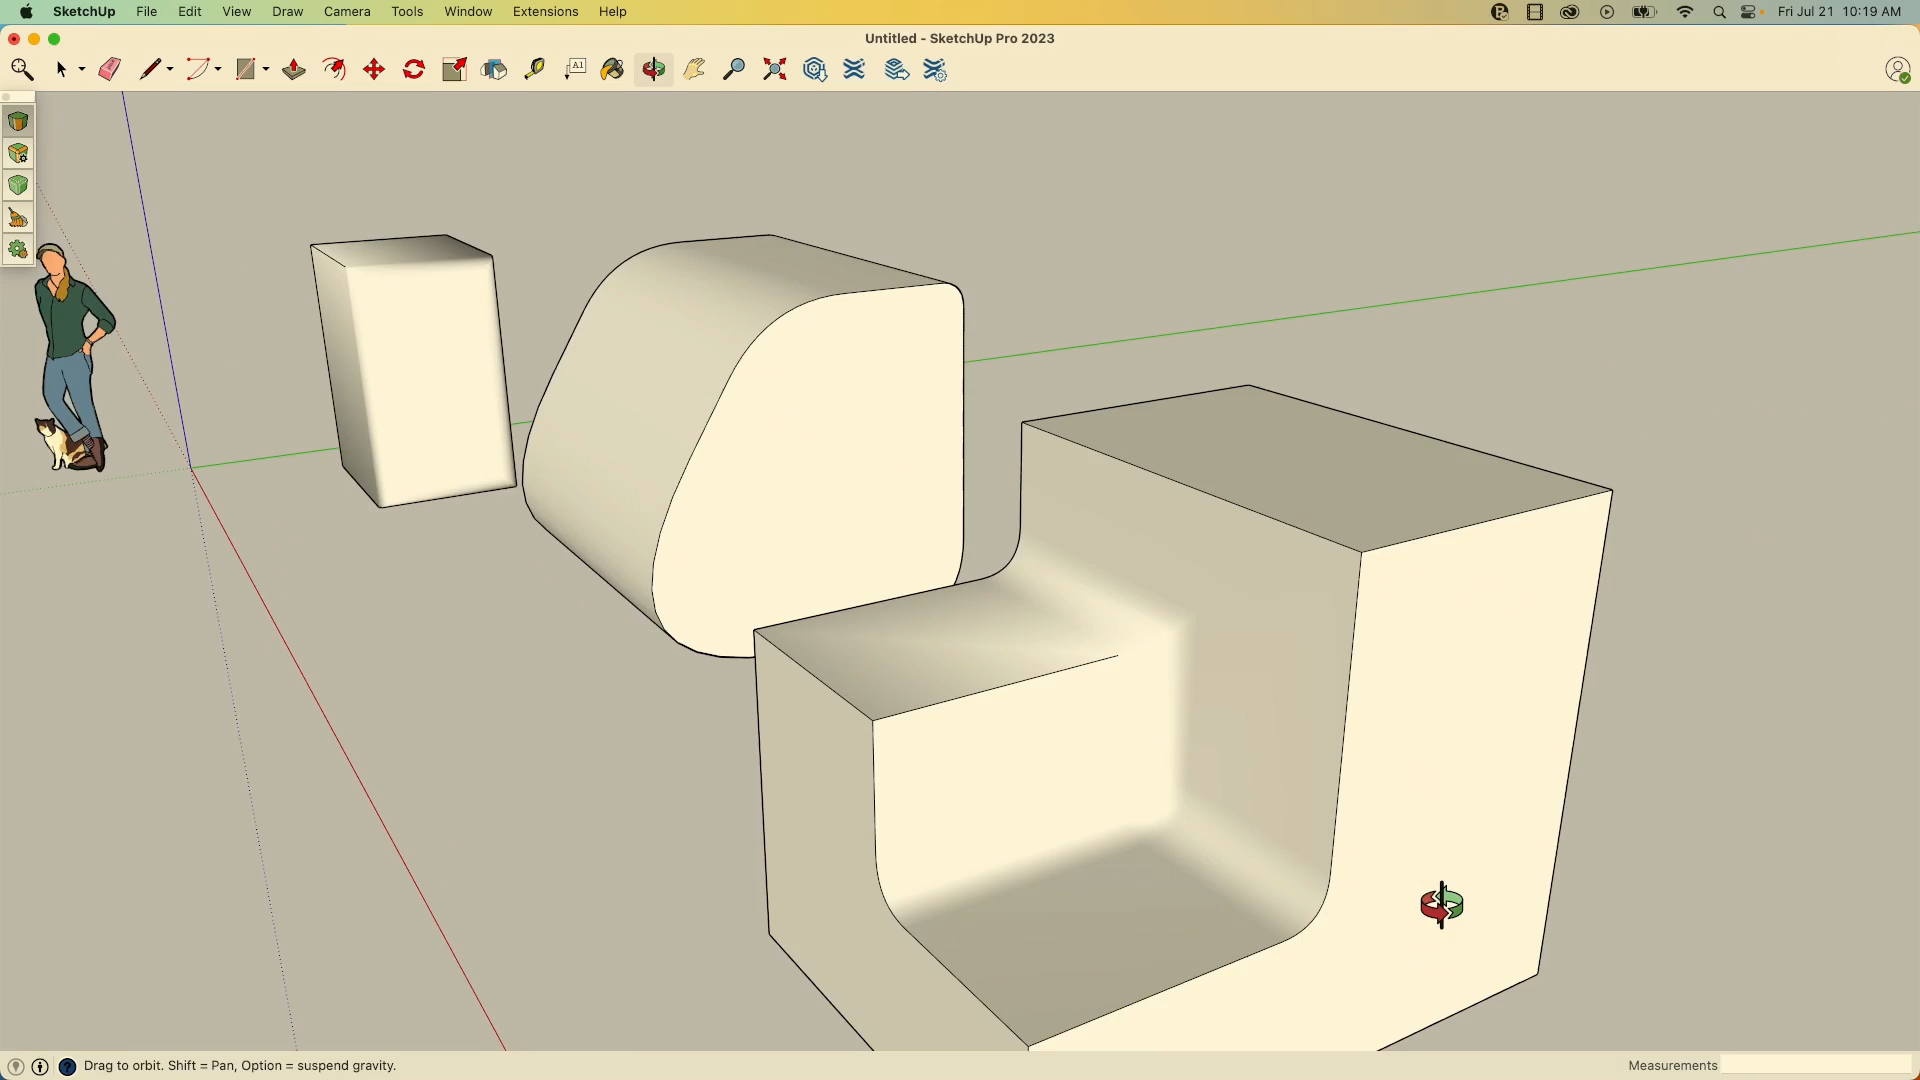 SketchUp File Edit View Draw Camera Tools Window Extensions Help Fri Jul 21 10:19 AM
Untitled - SketchUp Pro 2023
A1
Drag to orbit. Shift = Pan, Option = suspend gravity. Measurements